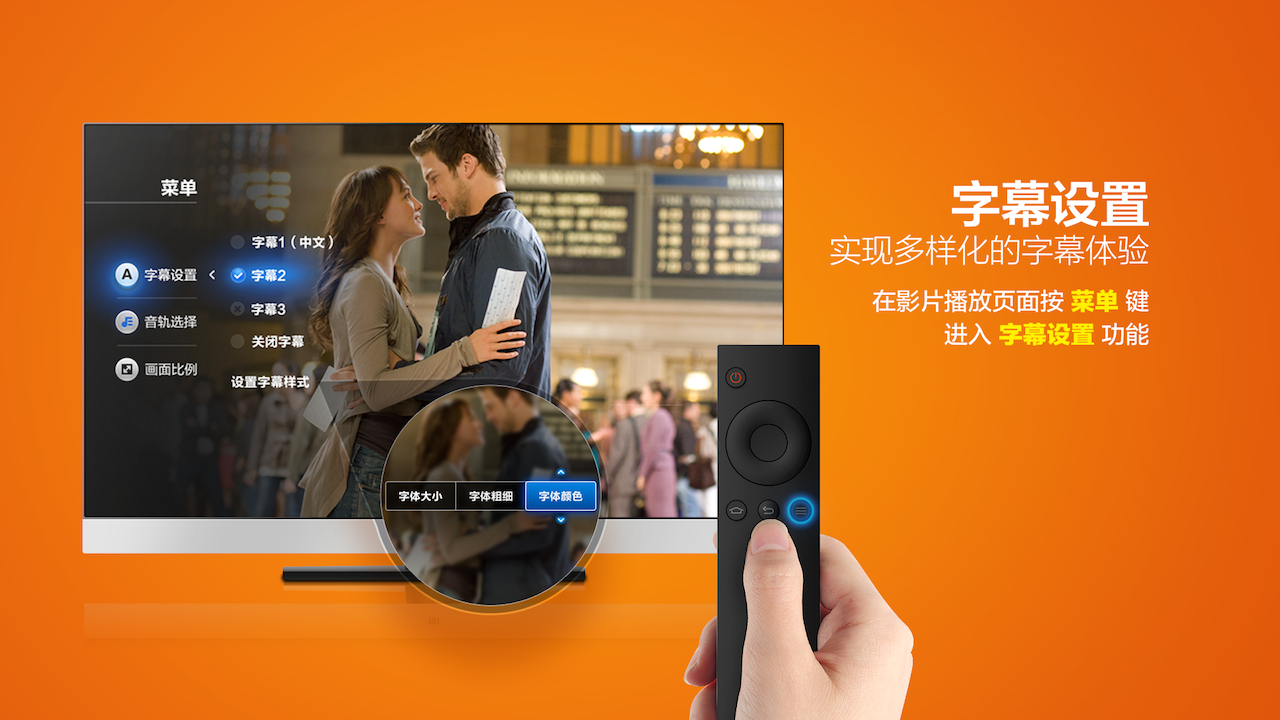 菜单
字幕1（中文）
字幕设置
字幕2
字幕3
音轨选择
关闭字幕
画面比例
设置字幕样式
字体大小
字体粗细
字体颜色
字幕设置
实现多样化的字幕体验
在影片播放页面按 菜单 键
进入 字幕设置 功能
INFORMATION